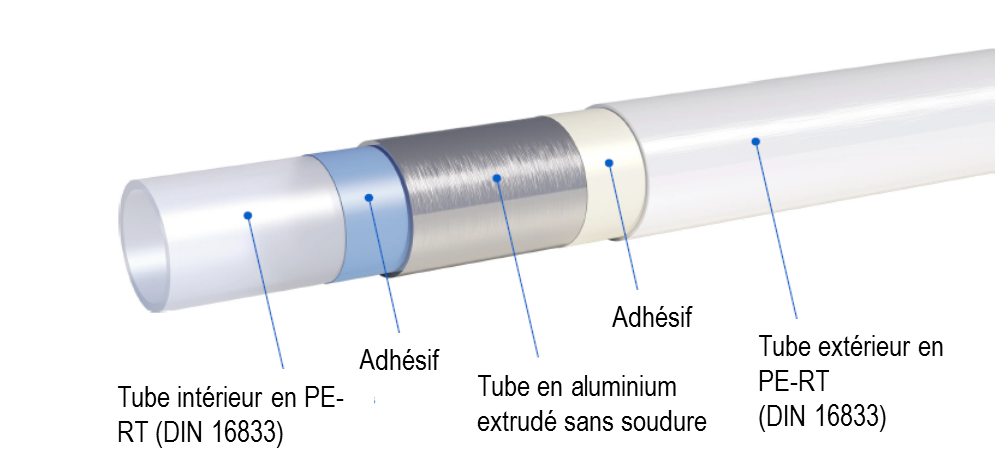 Adhésif
Adhésif
Tube extérieur en
PE-RT
(DIN 16833)
Tube en aluminium
extrudé sans soudure
Tube intérieur en PE-
RT (DIN 16833)